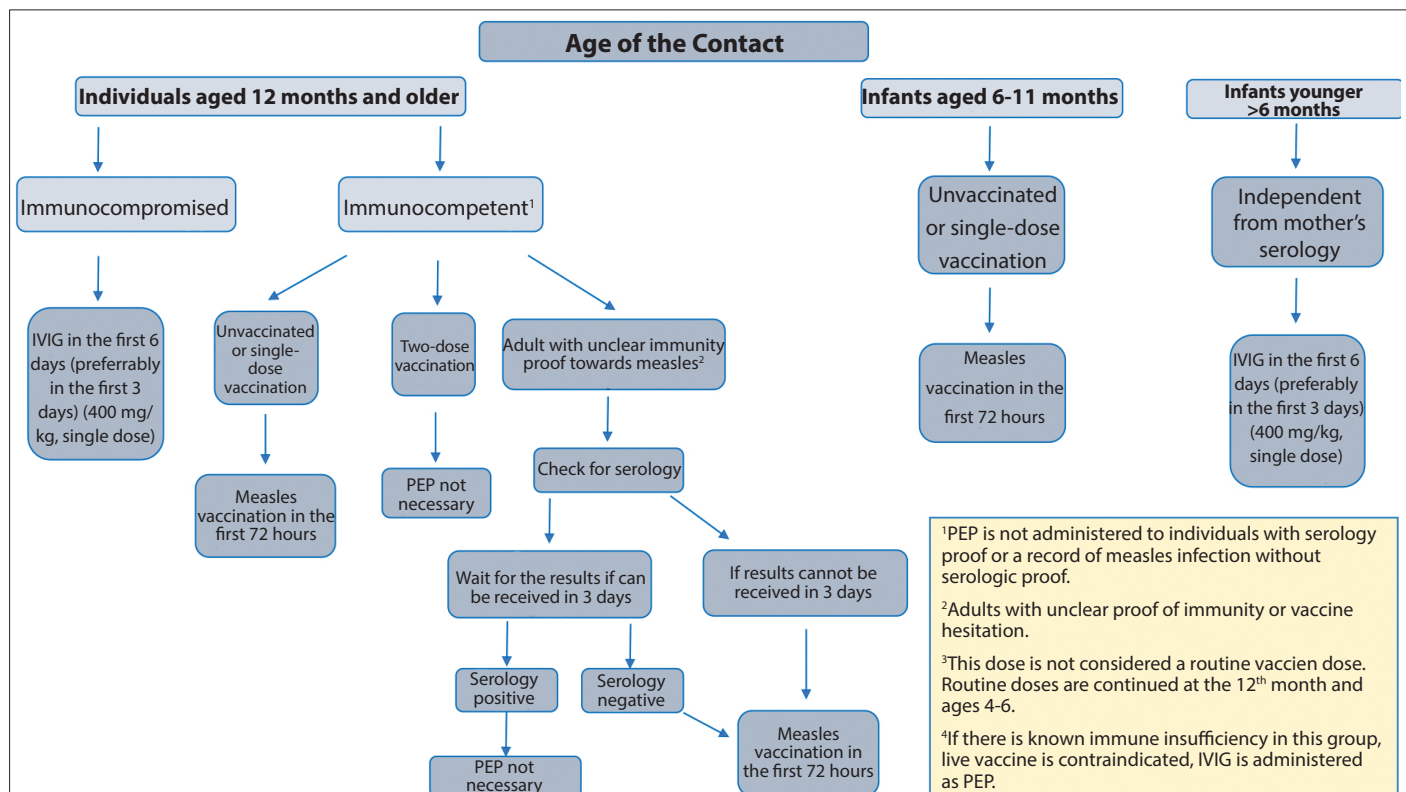 Age of the Contact
Individuals aged 12 months and older
Immunocompromised
IVIG in the first 6
days (preferrably
in the first 3
days) (400 mg/
kg, single dose)
Immunocompetent¹
Unvaccinated
or single-
dose
vaccination
Measles
vaccination in the
first 72 hours
Two-dose
vaccination
PEP not
necessary
Adult with unclear immunity
proof towards measles²
Check for serology
Wait for the results if can
be received in 3 days
If results cannot be
received in 3 days
Serology
positive
Serology
negative
PEP not
necessary
Measles
vaccination in
the first 72 hours
Infants aged 6-11 months
Unvaccinated
or single-dose
vaccination
Measles
vaccination in the
first 72 hours
Infants younger
>6 months
Independent
from mother's
serology
IVIG in the first 6
days (preferably
in the first 3 days)
(400 mg/kg,
single dose)
¹PEP is not administered to individuals with serology
proof or a record of measles infection without
serologic proof.
²Adults with unclear proof of immunity or vaccine
hesitation.
³This dose is not considered a routine vaccien dose.
Routine doses are continued at the 12th month and
ages 4-6.
⁴If there is known immune insufficiency in this group,
live vaccine is contraindicated, IVIG is administered
as PEP.